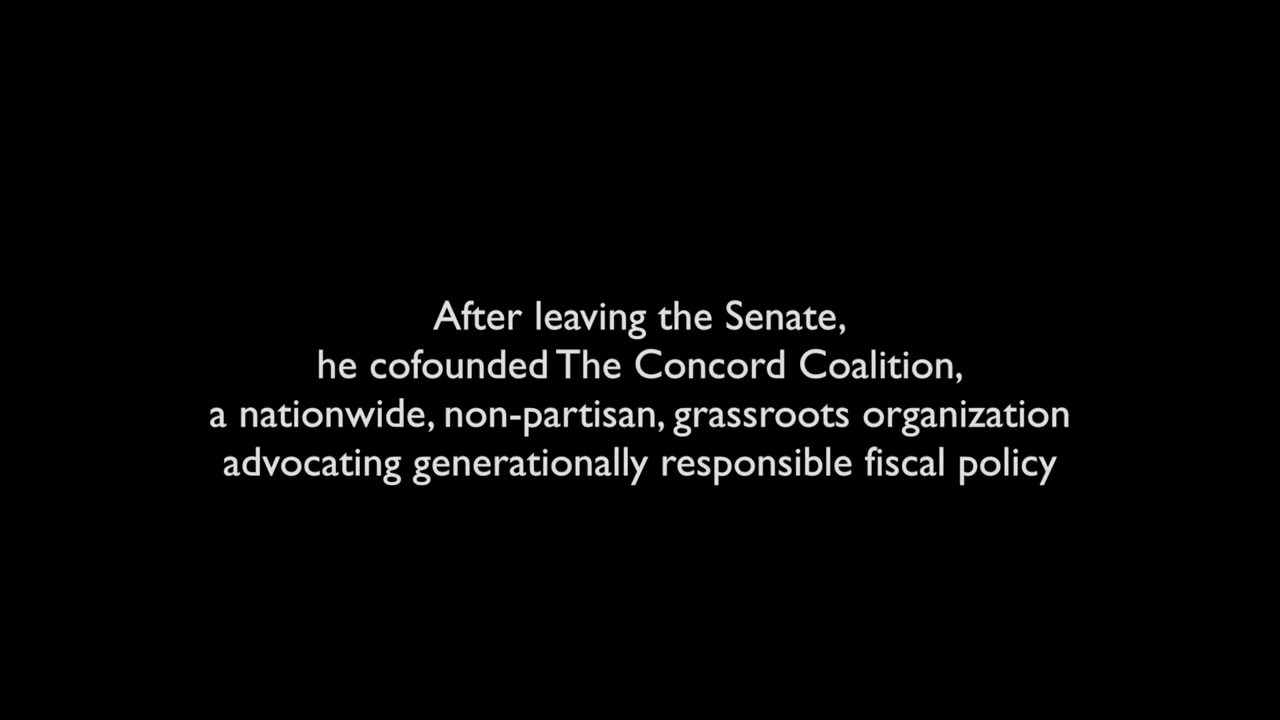 After leaving the Senate,
he cofounded The Concord Coalition,
a nationwide, non-partisan, grassroots organization
advocating generationally responsible fiscal policy